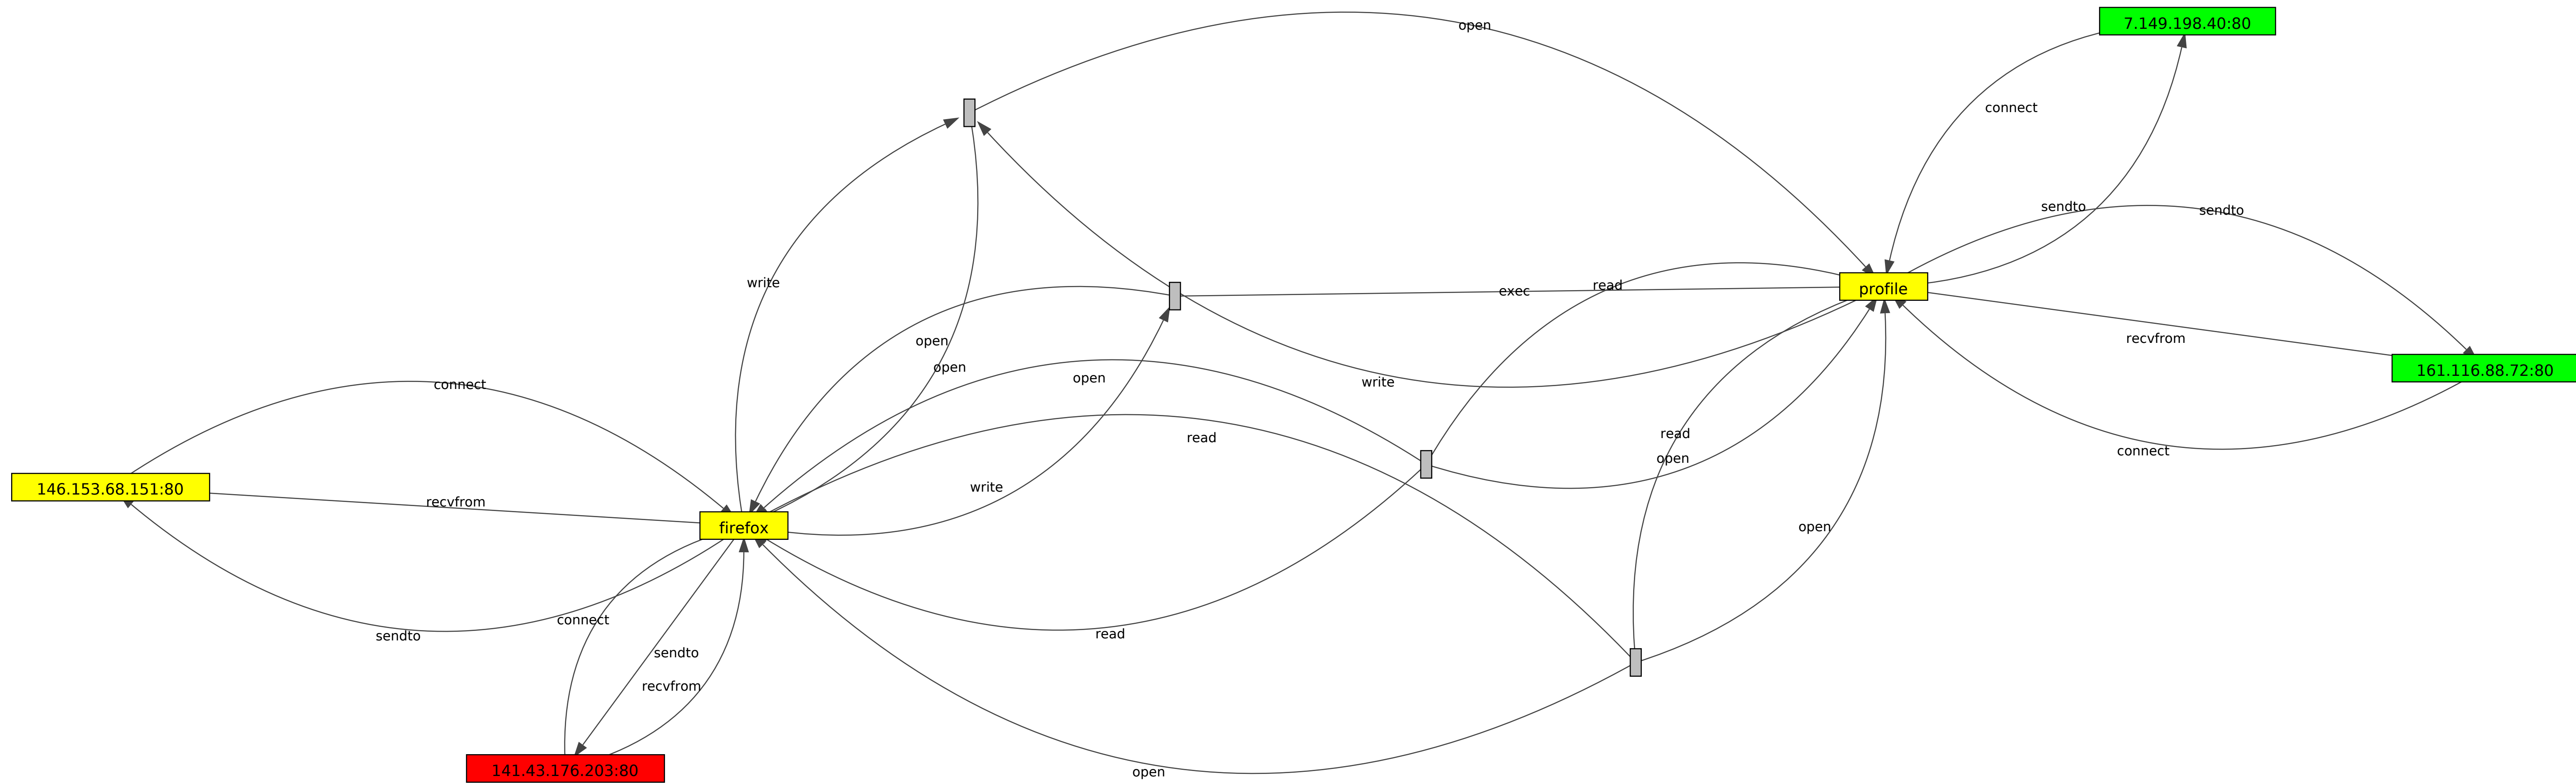 7.149.198.40:80
open
connect
sendto
sendto
write
exec
read
profile
recvfrom
open
open
161.116.88.72:80
open
write
connect
read
read
connect
open
146.153.68.151:80
write
recvfrom
firefox
open
connect
sendto
read
sendto
recvfrom
141.43.176.203:80
open